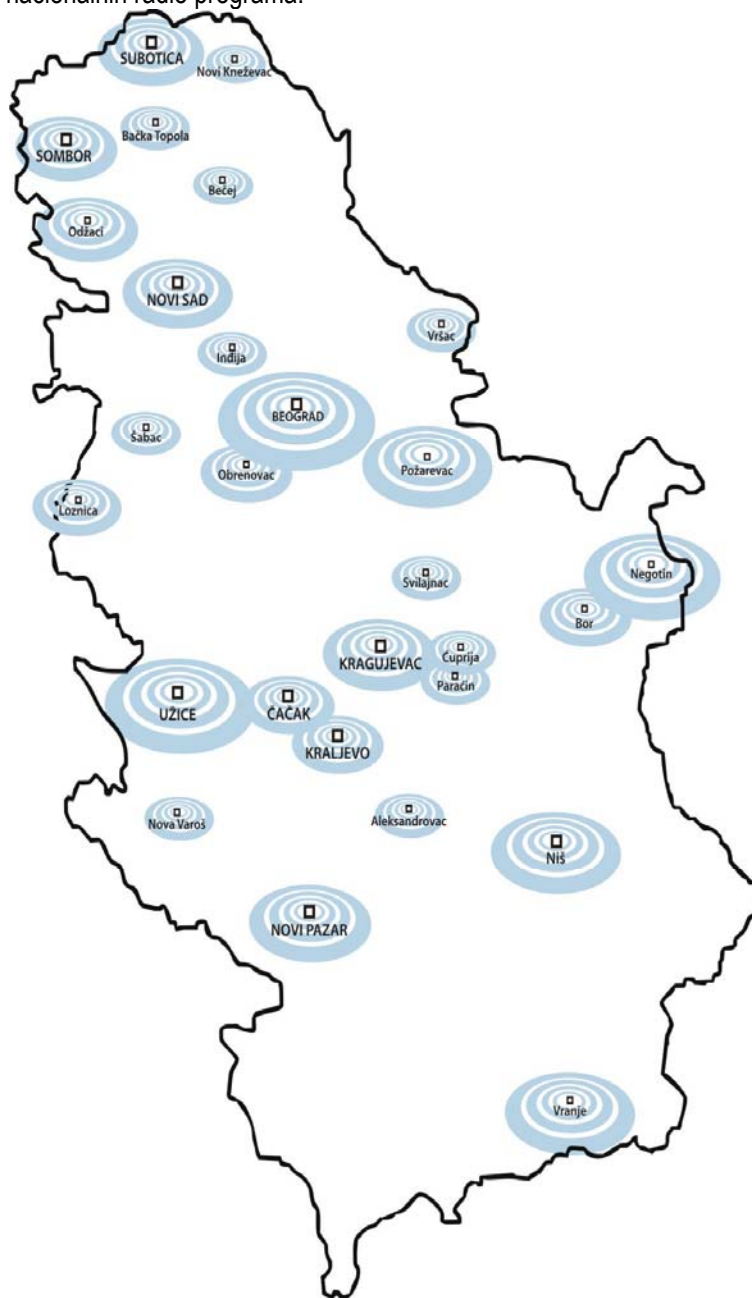 nacionalnih radio programa.
SUBOTICA
Novi Kneževac
Bačka Topola
SOMBOR
Bečej
Odžaci
NOVI SAD
Vršac
Inđija
BEOGRAD
Šabac
Požarevac
Obrenovac
Loznica
Negotin
Svilajnac
Bor
KRAGUJEVAC
Ćuprija
Paraćin
UŽICE
ČAČAK
KRALJEVO
Nova Varoš
Aleksandrovac
Niš
NOVI PAZAR
Vranje